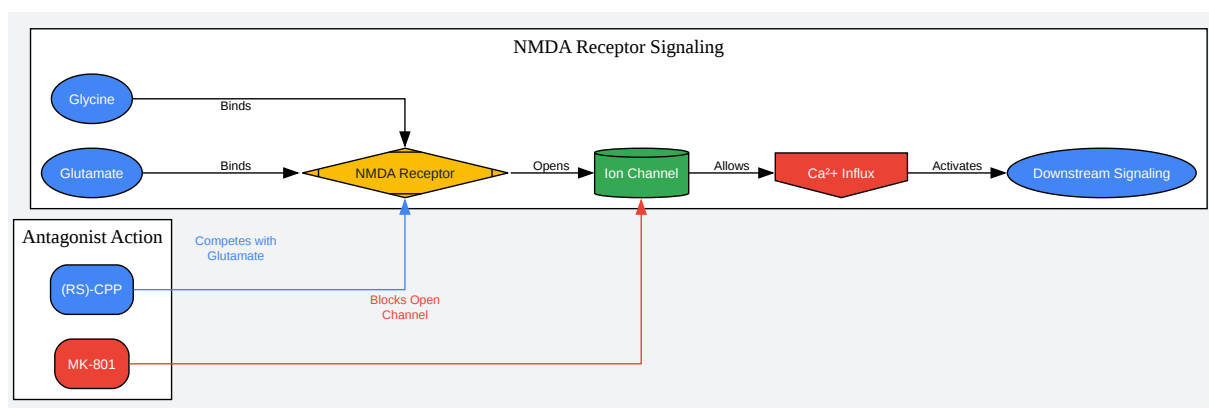 NMDA Receptor Signaling
Glycine
Binds
Glutamate
Binds
NMDA Receptor
Opens
Ion Channel
Allows
Ca²+ Influx
Activates
Downstream Signaling
Antagonist Action
Competes with
Glutamate
(RS)-CPP
Blocks Open
Channel
MK-801